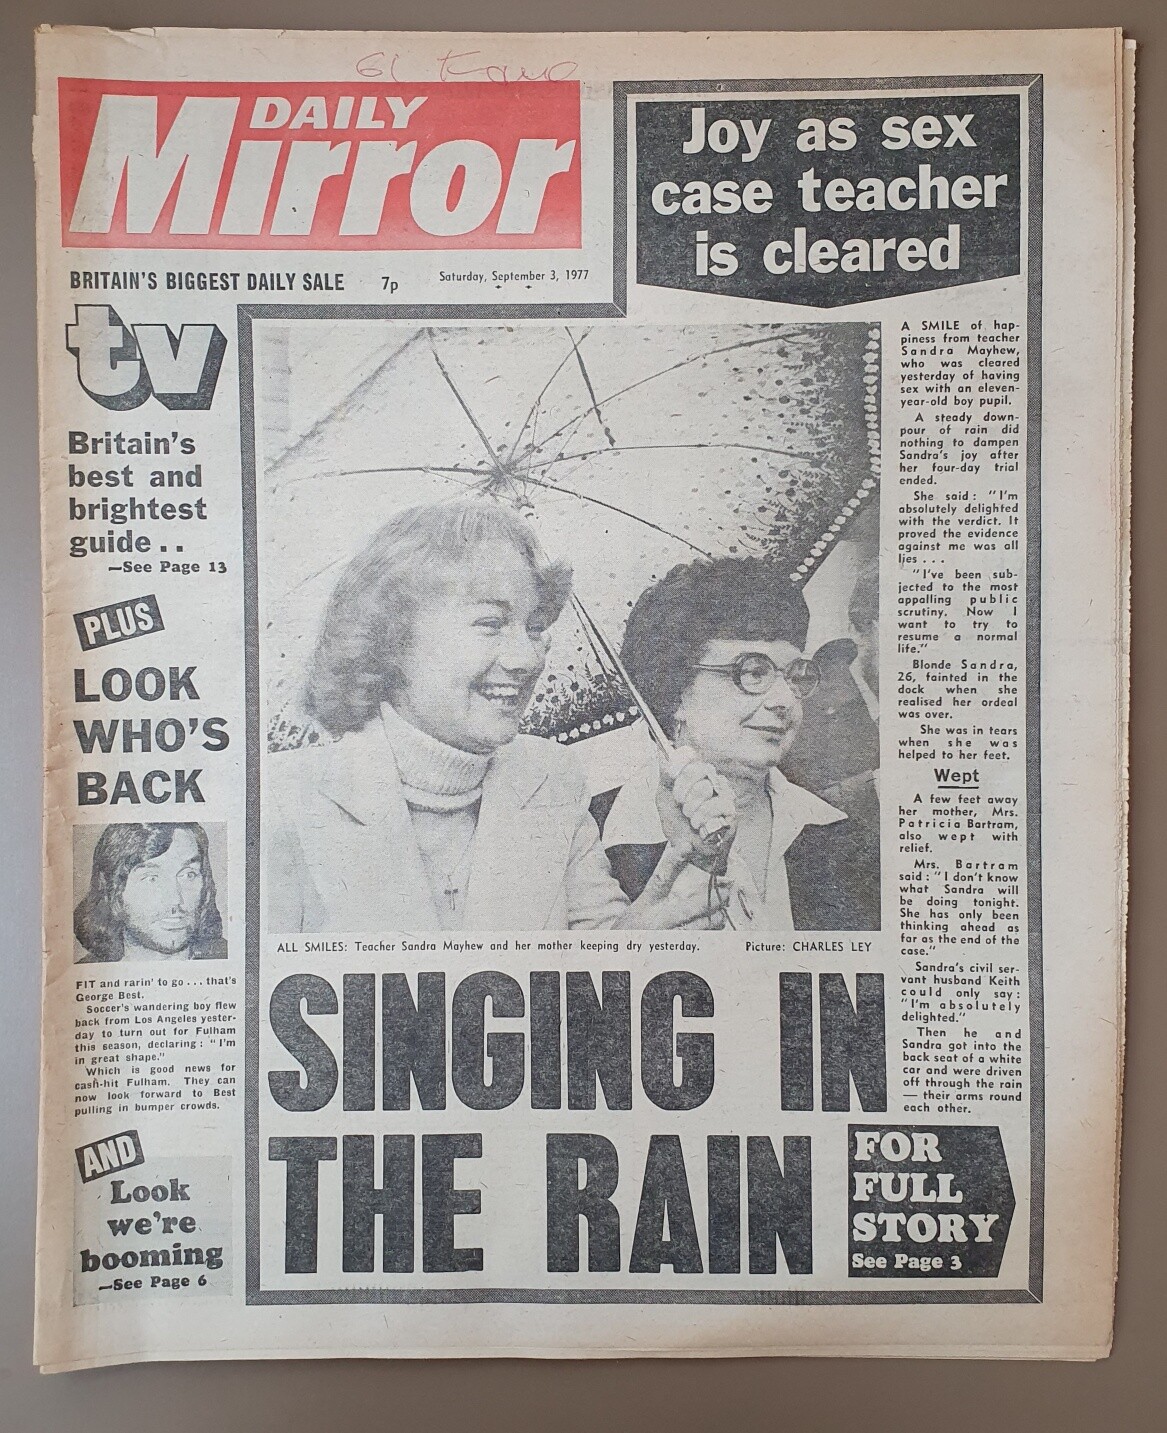 61
DAILY
Mirror
BRITAIN'S BIGGEST DAILY SALE 7p Saturday, September 3, 1977
Joy as sex
case teacher
is cleared
tv
Britain's
best and
brightest
guide . .
—See Page 13
PLUS
LOOK
WHO'S
BACK
FIT and rarin' to go . . . that's
George Best.
Soccer's wandering boy flew
back from Los Angeles yester-
day to turn out for Fulham
this season, declaring : "I'm
in great shape."
Which is good news for
cash-hit Fulham. They can
now look forward to Best
pulling in bumper crowds.
AND
Look
we're
booming
—See Page 6
ALL SMILES: Teacher Sandra Mayhew and her mother keeping dry yesterday. Picture: CHARLES LEY
SINGING IN
THE RAIN
A SMILE of hap-
piness from teacher
Sandra Mayhew,
who was cleared
yesterday of having
sex with an eleven-
year-old boy pupil.
A steady down-
pour of rain did
nothing to dampen
Sandra's joy after
her four-day trial
ended.
She said : "I'm
absolutely delighted
with the verdict. It
proved the evidence
against me was all
lies . . .
"I've been sub-
jected to the most
appalling public
scrutiny. Now I
want to try to
resume a normal
life."
Blonde Sandra,
26, fainted in the
dock when she
realised her ordeal
was over.
She was in tears
when she was
helped to her feet.
Wept
A few feet away
her mother, Mrs.
Patricia Bartram,
also wept with
relief.
Mrs. Bartram
said : "I don't know
what Sandra will
be doing tonight.
She has only been
thinking ahead as
far as the end of the
case."
Sandra's civil ser-
vant husband Keith
could only say :
"I'm absolutely
delighted."
Then he and
Sandra got into the
back seat of a white
car and were driven
off through the rain
— their arms round
each other.
FOR
FULL
STORY
See Page 3